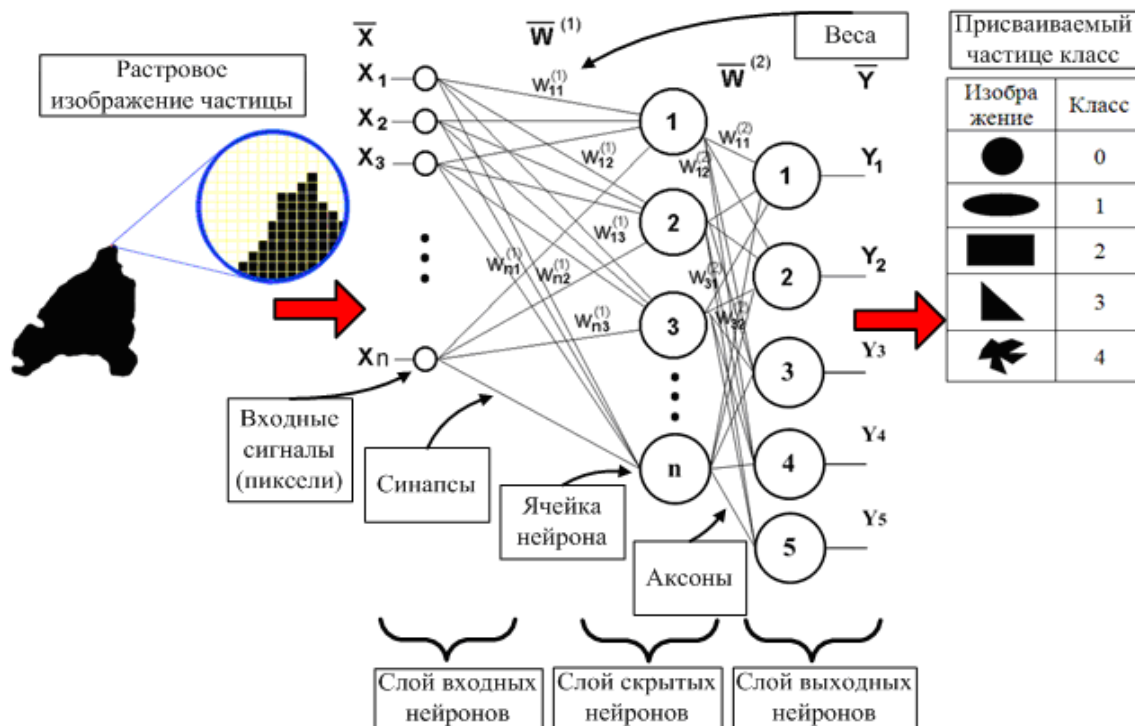 Растровое
изображение частицы
X
X1
X2
X3
Xn
W(1)
W11(1)
W12(1)
W13(1)
Wn1(1)
Wn2(1)
Wn3(1)
Веса
1
2
3
n
W(2)
W11(2)
W12(2)
W31(2)
W32(2)
1
2
3
4
5
Y
Y1
Y2
Y3
Y4
Y5
Присваиваемый
частице класс
Изобра
жение
Класс
0
1
2
3
4
Входные
сигналы
(пиксели)
Синапсы
Ячейка
нейрона
Аксоны
Слой входных
нейронов
Слой скрытых
нейронов
Слой выходных
нейронов